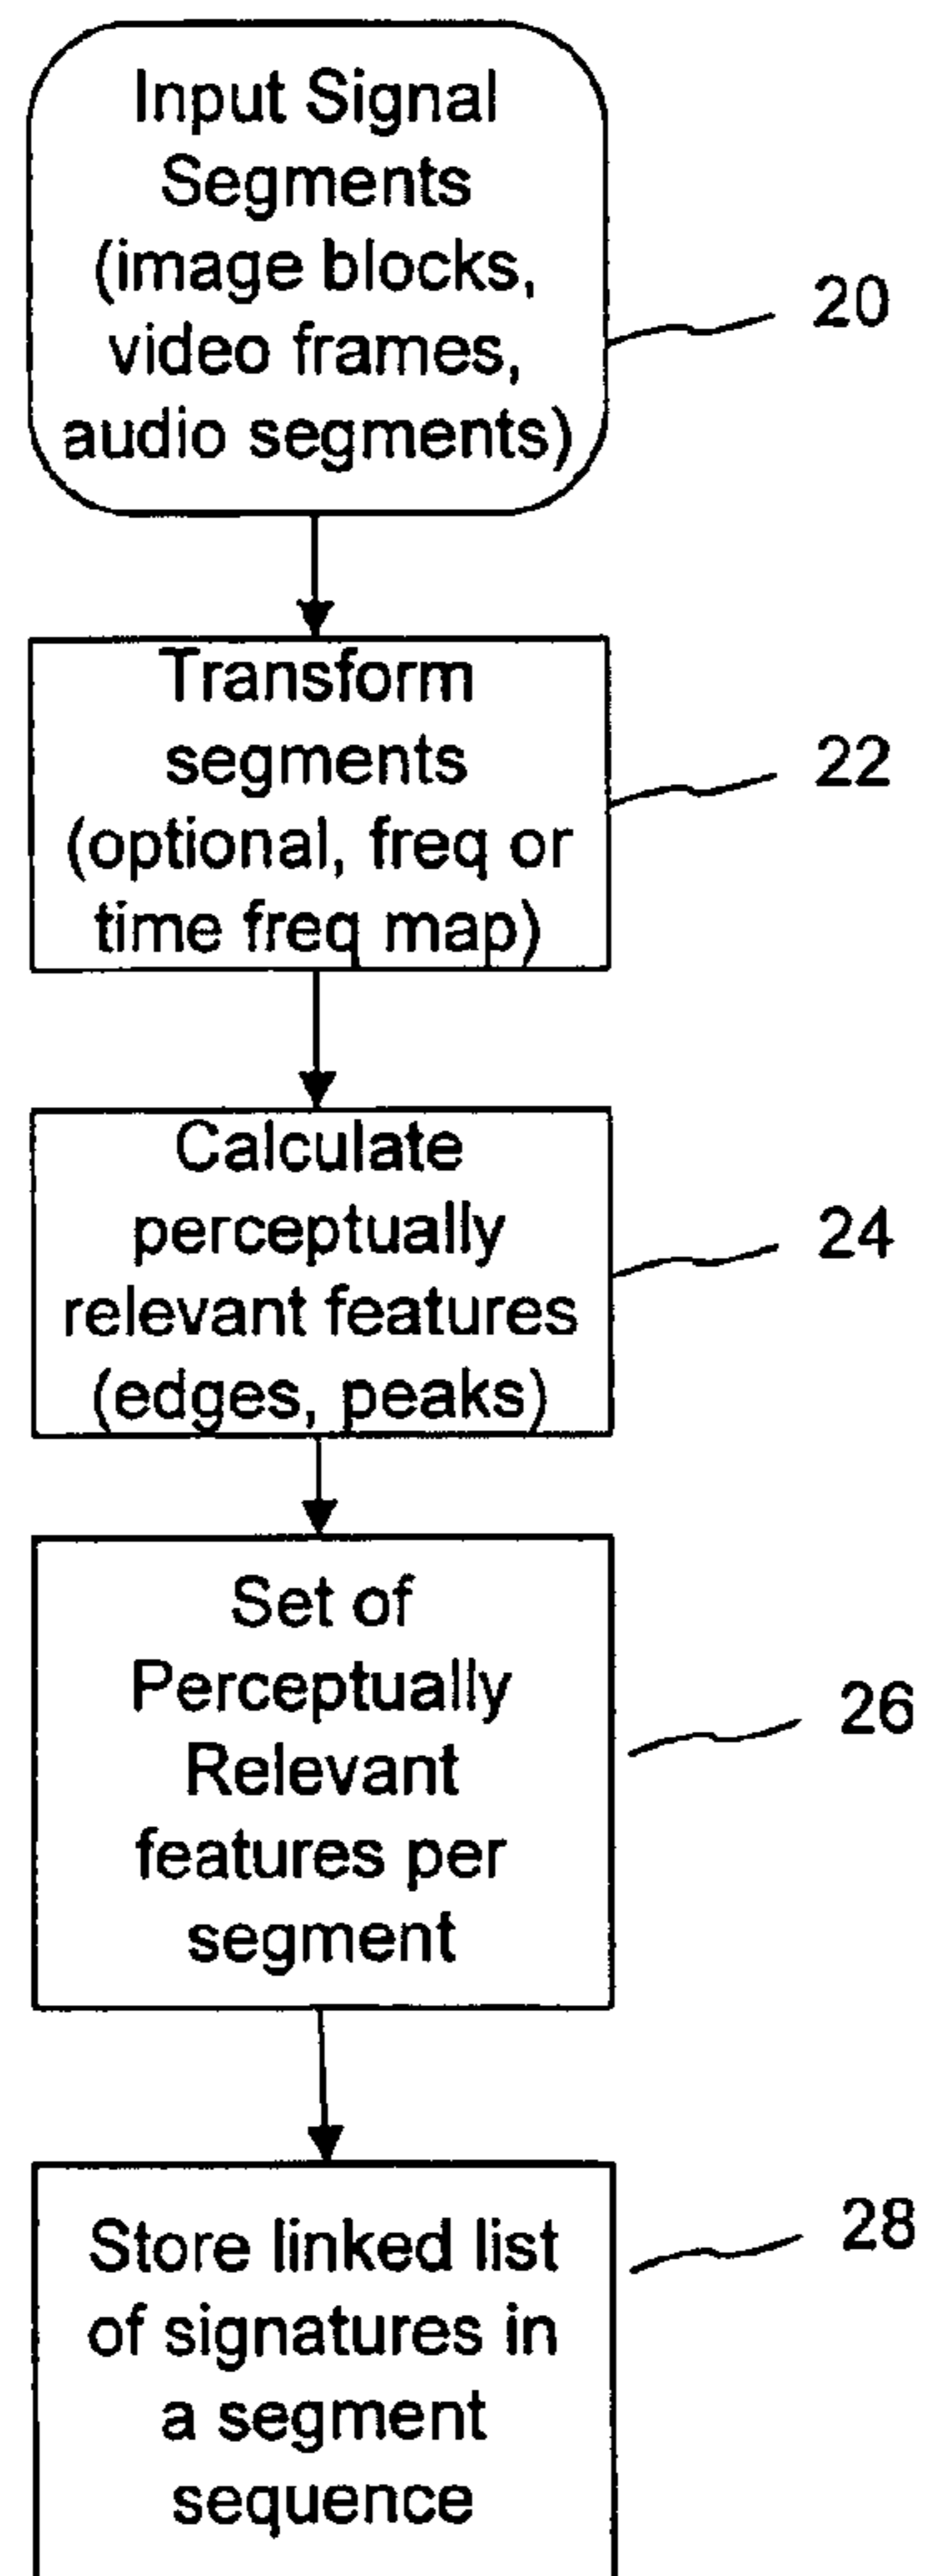 Input Signal
Segments
(image blocks,
video frames,
audio segments)
20
Transform
segments
(optional, freq or
time freq map)
22
Calculate
perceptually
relevant features
(edges, peaks)
24
Set of
Perceptually
Relevant
features per
segment
26
Store linked list
of signatures in
a segment
sequence
28